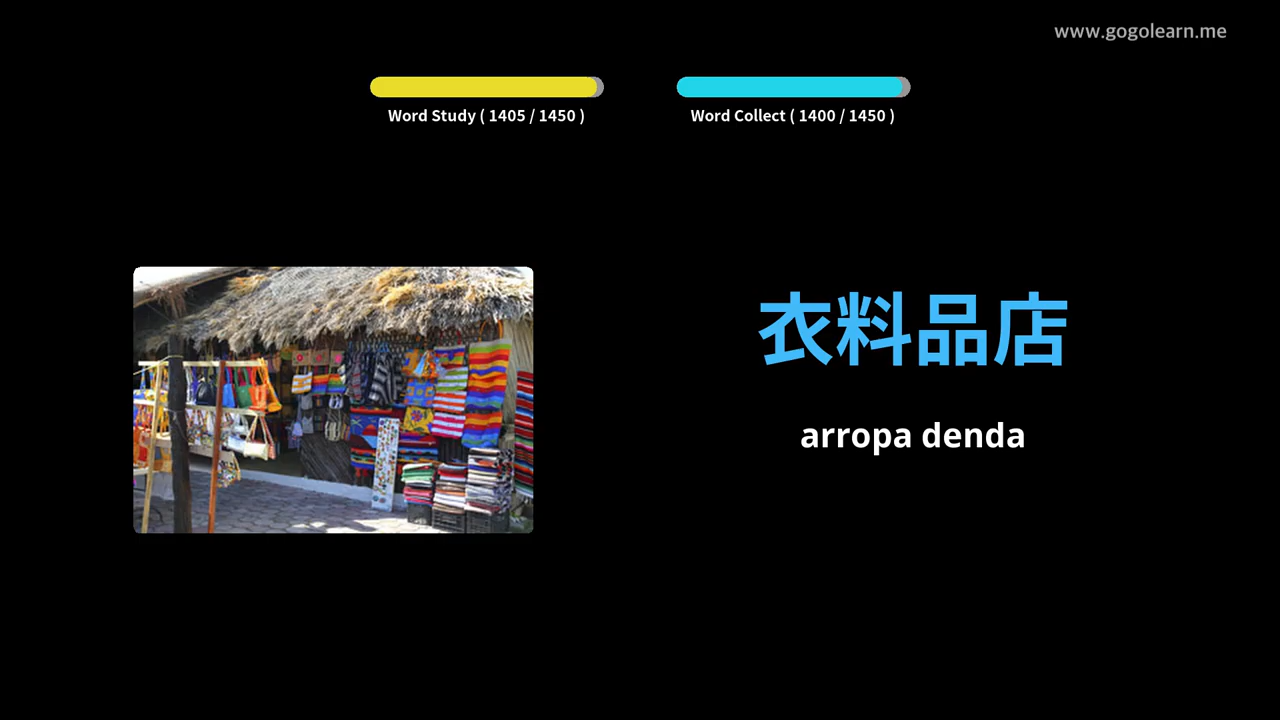 www.gogolearn.me
Word Study ( 1405 / 1450 )
Word Collect ( 1400 / 1450 )
衣料品店
arropa denda